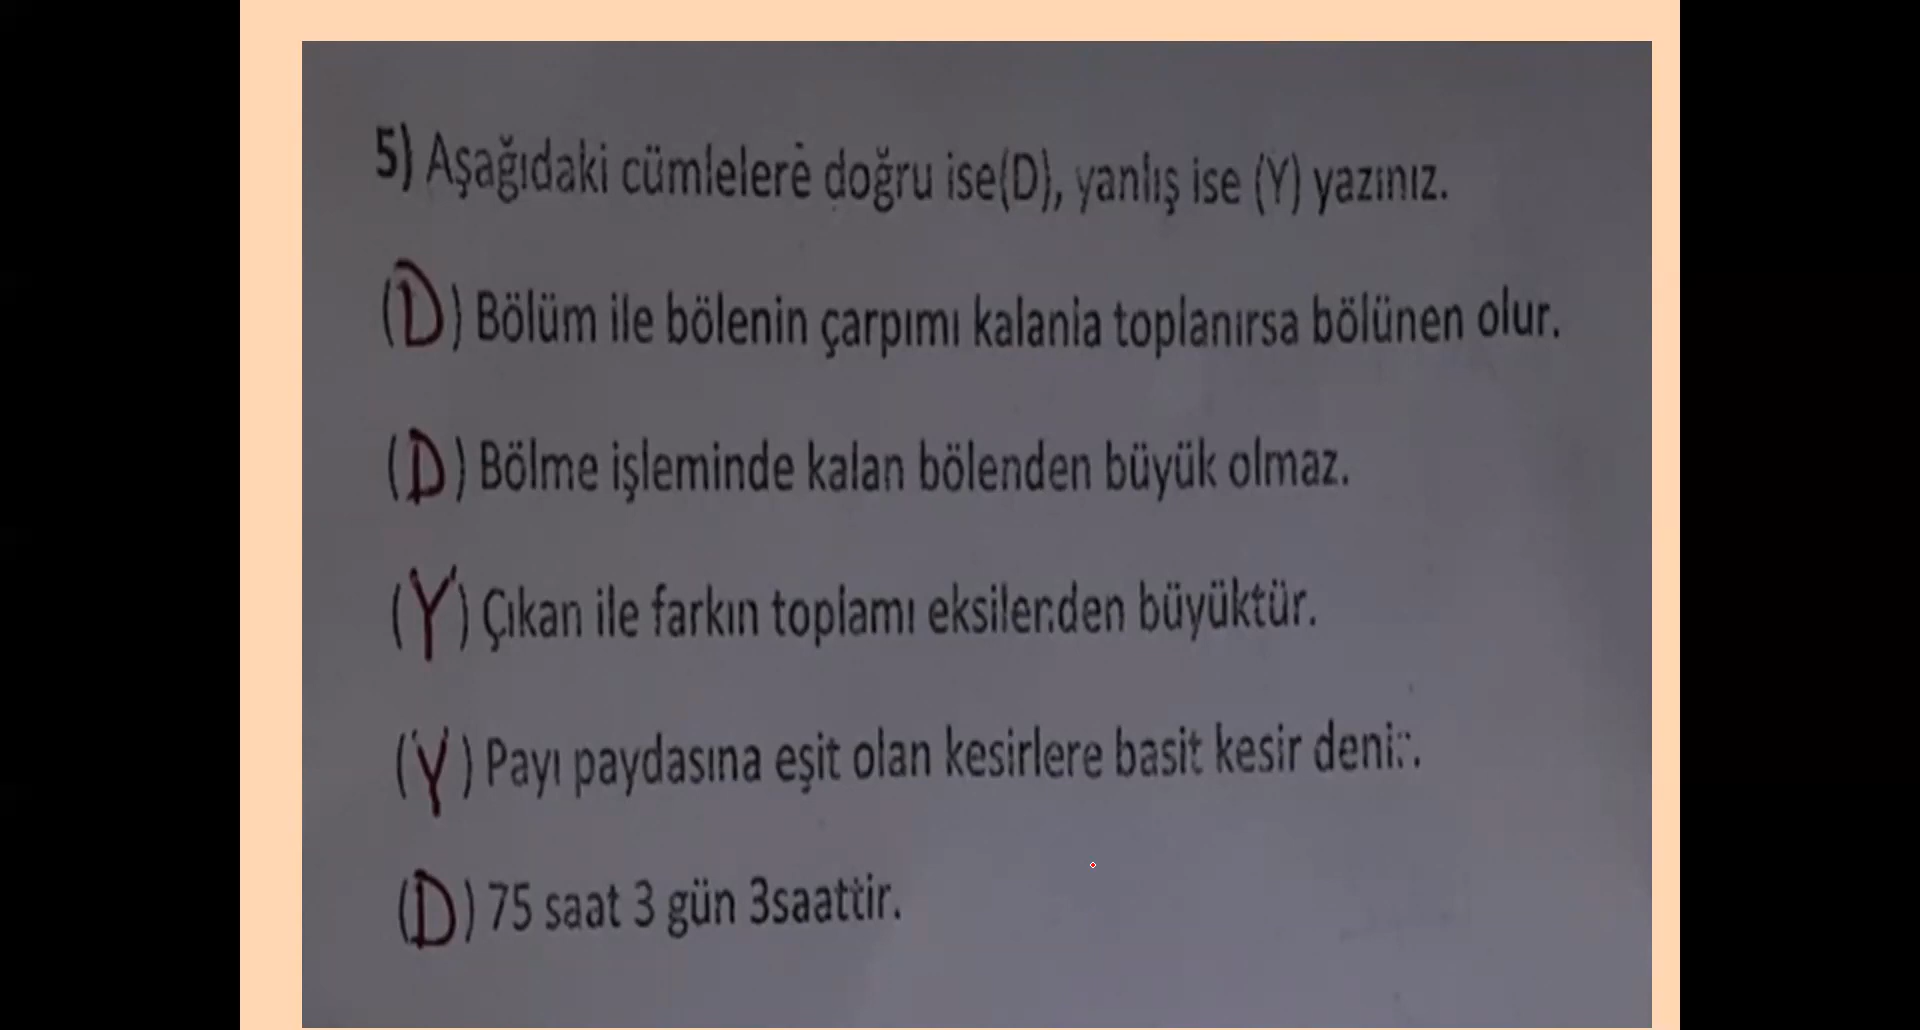 5) Aşağıdaki cümlelere doğru ise(D), yanlış ise (Y) yazınız.
(D) Bölüm ile bölenin çarpımı kalanla toplanırsa bölünen olur.
(D) Bölme işleminde kalan bölenden büyük olmaz.
(Y) Çıkan ile farkın toplamı eksilenden büyüktür.
(Y) Payı paydasına eşit olan kesirlere basit kesir denir.
(D) 75 saat 3 gün 3saattir.